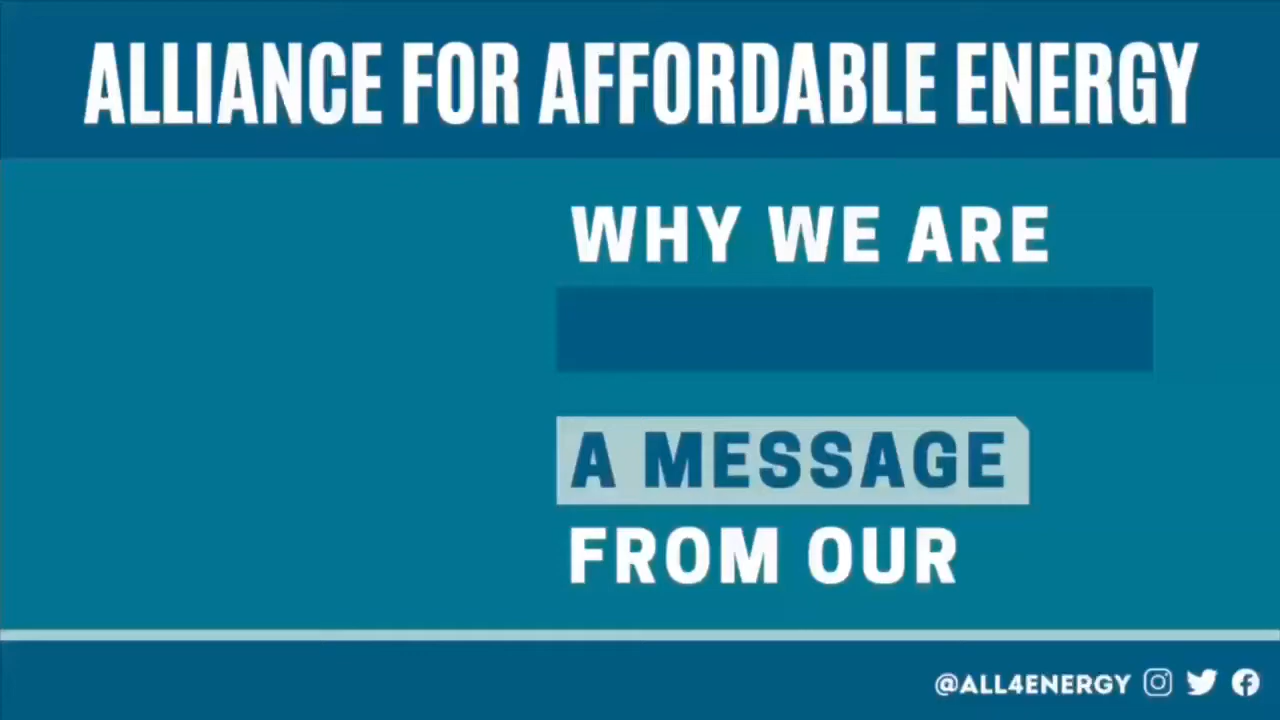 ALLIANCE FOR AFFORDABLE ENERGY
WHY WE ARE
A MESSAGE
FROM OUR
@ALL4ENERGY